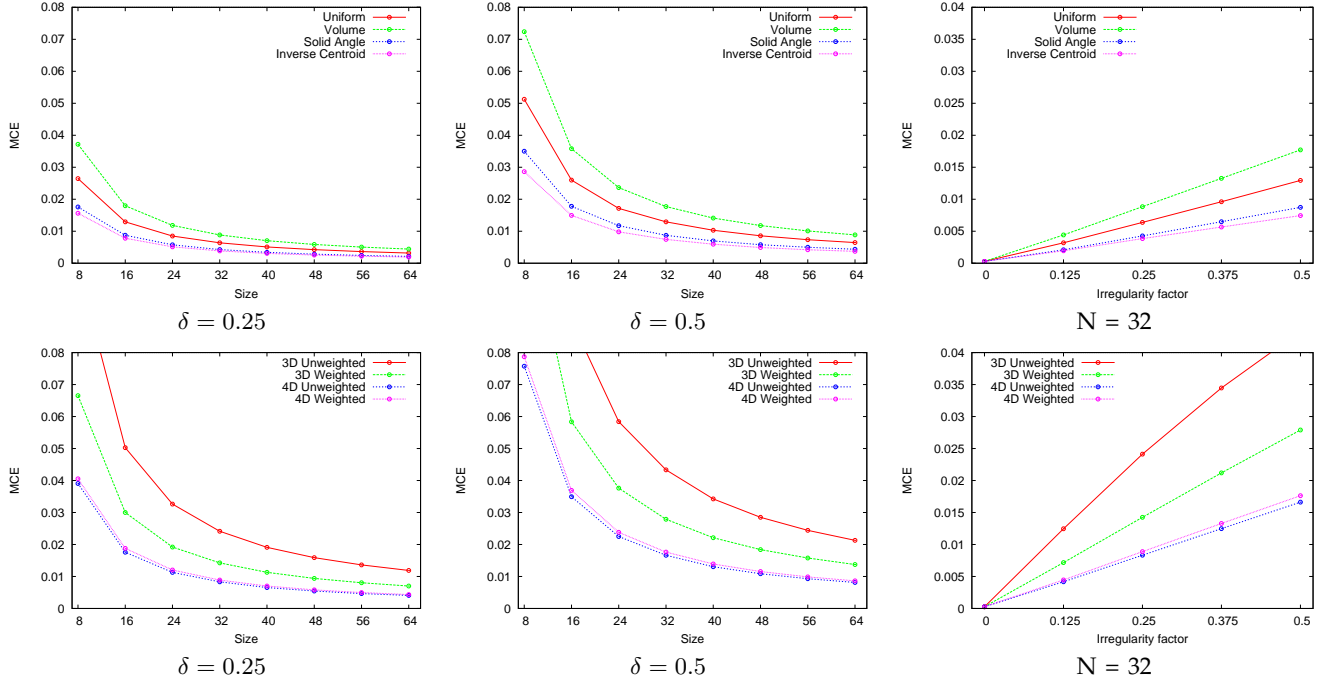 0.08
0.07
0.06
0.05
0.04
0.03
0.02
0.01
0
MCE
8 16 24 32 40 48 56 64
Size
Uniform
Volume
Solid Angle
Inverse Centroid
δ = 0.25
0.08
0.07
0.06
0.05
0.04
0.03
0.02
0.01
0
MCE
8 16 24 32 40 48 56 64
Size
Uniform
Volume
Solid Angle
Inverse Centroid
δ = 0.5
0.04
0.035
0.03
0.025
0.02
0.015
0.01
0.005
0
MCE
0 0.125 0.25 0.375 0.5
Irregularity factor
Uniform
Volume
Solid Angle
Inverse Centroid
N = 32
0.08
0.07
0.06
0.05
0.04
0.03
0.02
0.01
0
MCE
8 16 24 32 40 48 56 64
Size
3D Unweighted
3D Weighted
4D Unweighted
4D Weighted
δ = 0.25
0.08
0.07
0.06
0.05
0.04
0.03
0.02
0.01
0
MCE
8 16 24 32 40 48 56 64
Size
3D Unweighted
3D Weighted
4D Unweighted
4D Weighted
δ = 0.5
0.04
0.035
0.03
0.025
0.02
0.015
0.01
0.005
0
MCE
0 0.125 0.25 0.375 0.5
Irregularity factor
3D Unweighted
3D Weighted
4D Unweighted
4D Weighted
N = 32